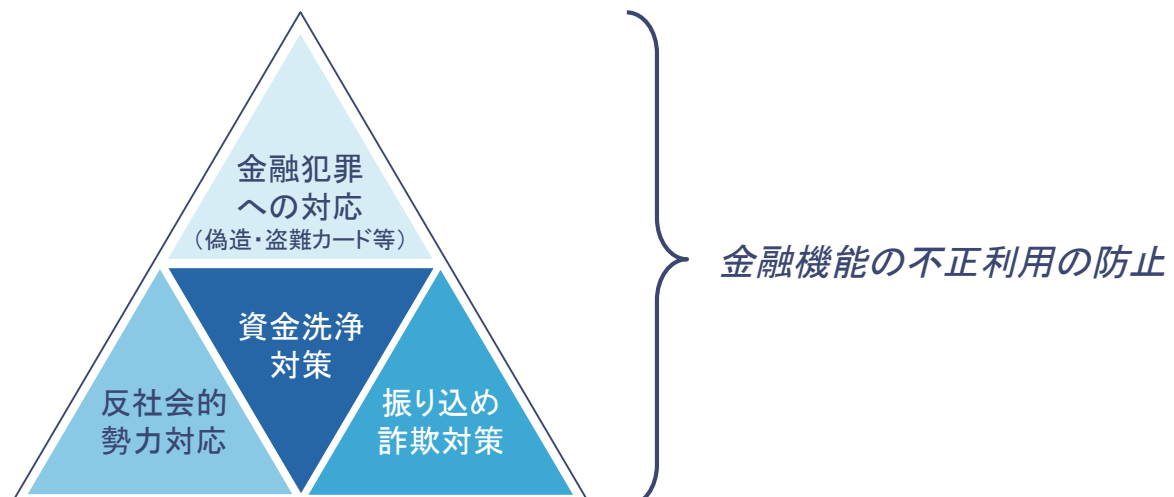 金融犯罪
への対応
（偽造・盗難カード等）
金融機能の不正利用の防止
資金洗浄
対策
反社会的
勢力対応
振り込め
詐欺対策